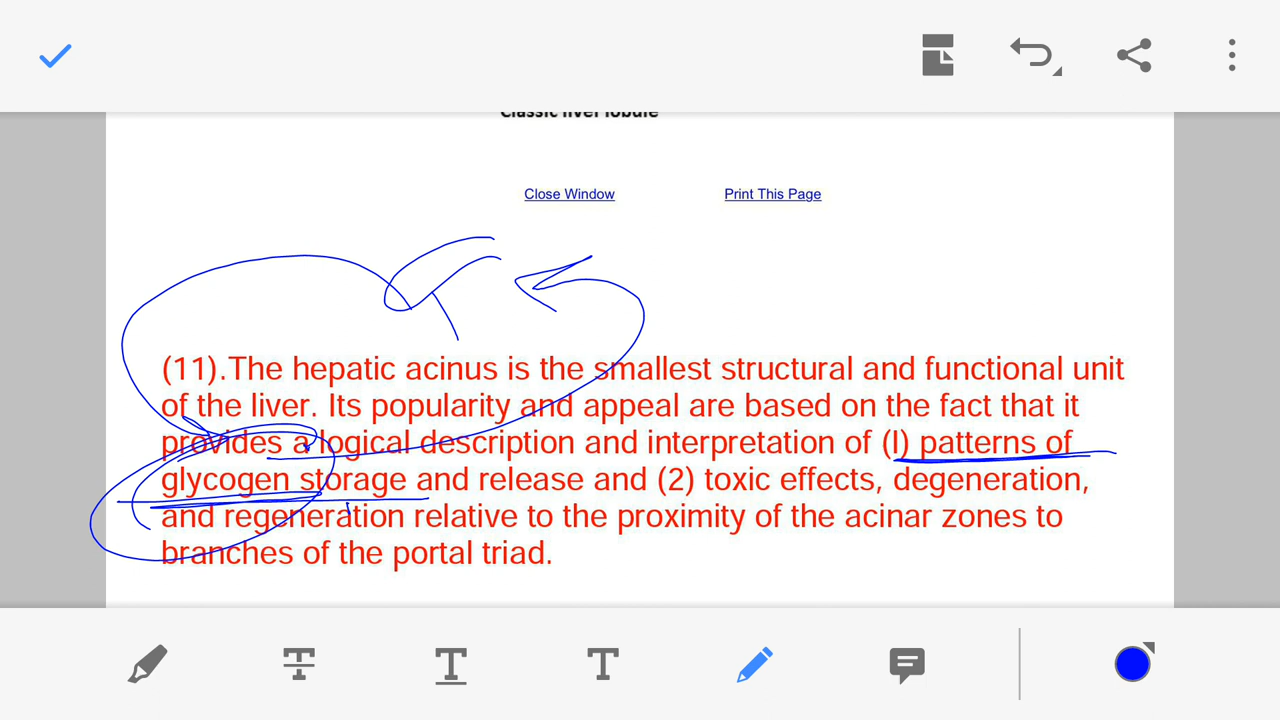 Classic liver lobule
Close Window Print This Page
(11).The hepatic acinus is the smallest structural and functional unit
of the liver. Its popularity and appeal are based on the fact that it
provides a logical description and interpretation of (l) patterns of
glycogen storage and release and (2) toxic effects, degeneration,
and regeneration relative to the proximity of the acinar zones to
branches of the portal triad.